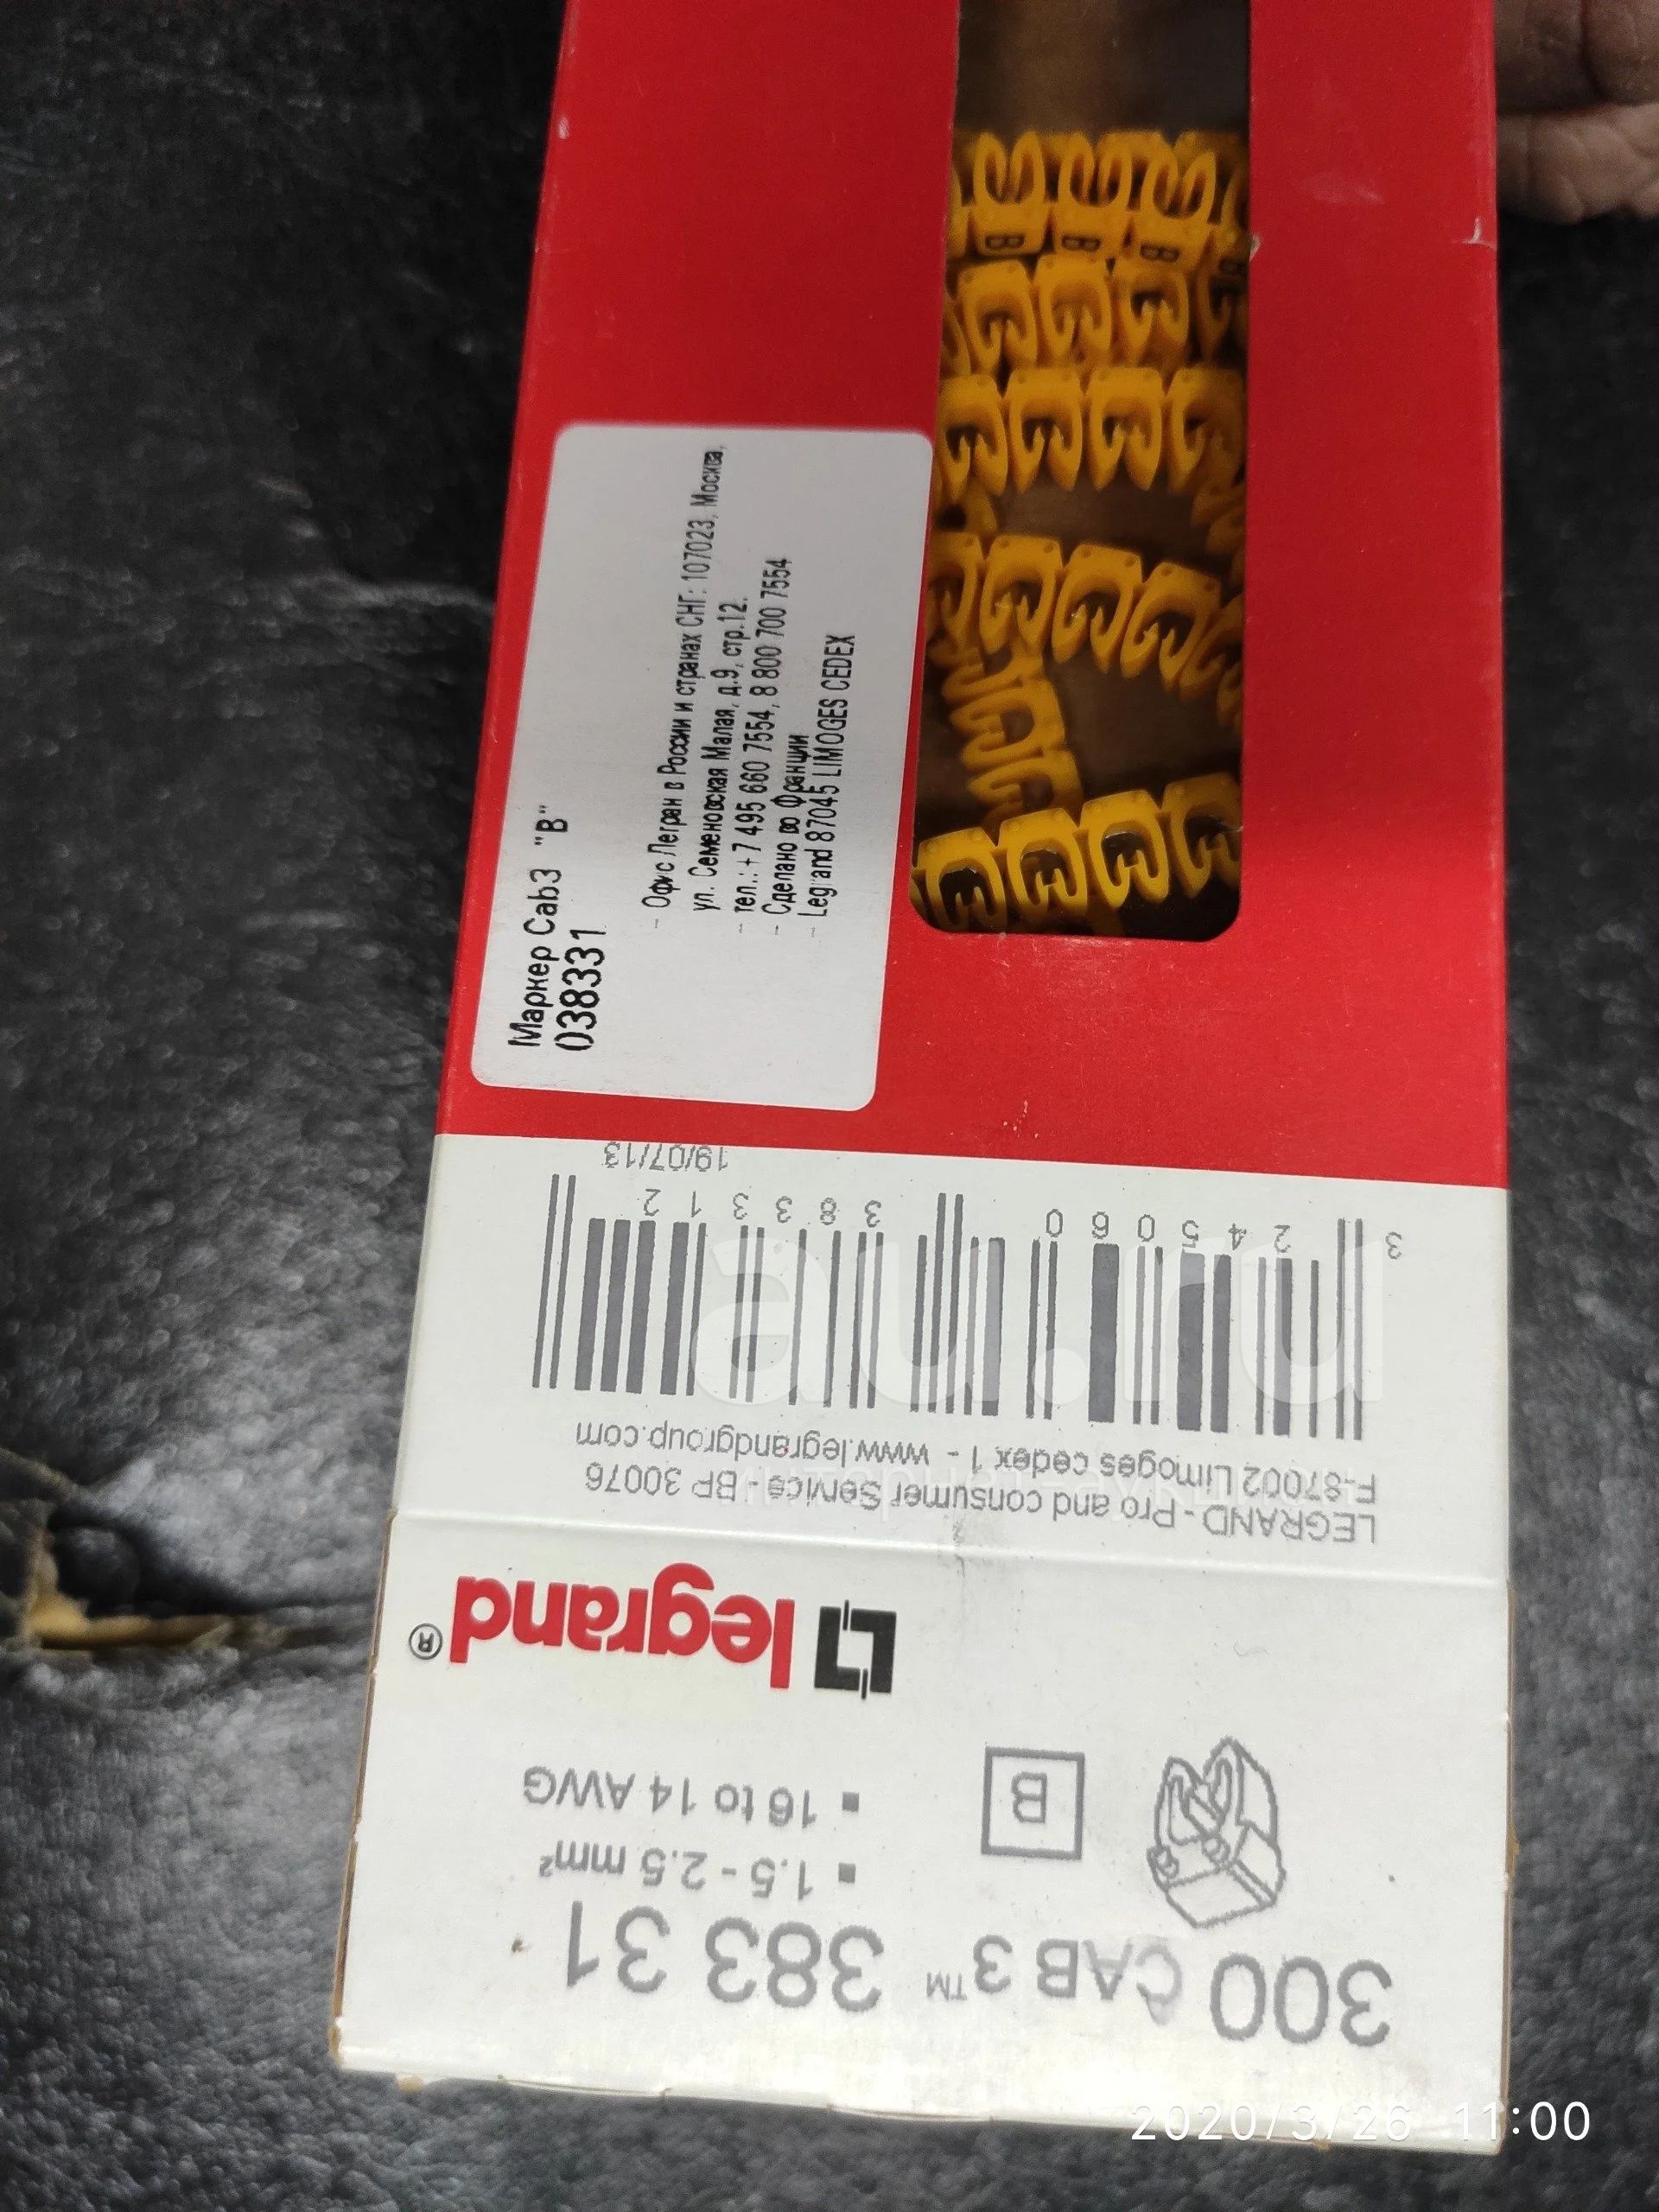 Маркер Cab3 "B"
038331
- Офис Легран в России и странах СНГ: 107023, Москва,
ул. Семеновская Малая, д.9, стр.12.
- тел.: +7 495 660 7554, 8 800 700 7554
- Сделано во Франции
- Legrand 87045 LIMOGES CEDEX
300 CAB 3™ 383 31
▪ 1.5 - 2.5 mm²
▪ 16 to 14 AWG
B
legrand®
LEGRAND - Pro and consumer Service - BP 30076
F-87002 Limoges cedex 1 - www.legrandgroup.com
3 245060 383312
19/07/13
B B B B
au.ru
2020/3/26 11:00